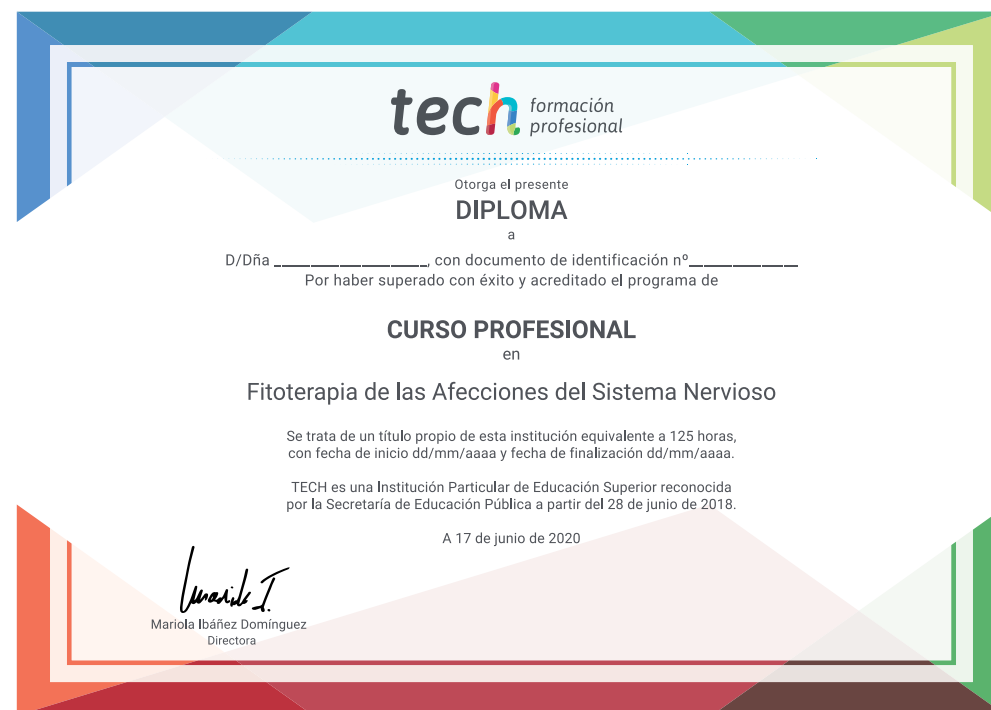 tech formación
profesional
Otorga el presente
DIPLOMA
a
D/Dña ____________________, con documento de identificación nº______________
Por haber superado con éxito y acreditado el programa de
CURSO PROFESIONAL
en
Fitoterapia de las Afecciones del Sistema Nervioso
Se trata de un título propio de esta institución equivalente a 125 horas,
con fecha de inicio dd/mm/aaaa y fecha de finalización dd/mm/aaaa.
TECH es una Institución Particular de Educación Superior reconocida
por la Secretaría de Educación Pública a partir del 28 de junio de 2018.
A 17 de junio de 2020
Mariola I.
Mariola Ibáñez Domínguez
Directora